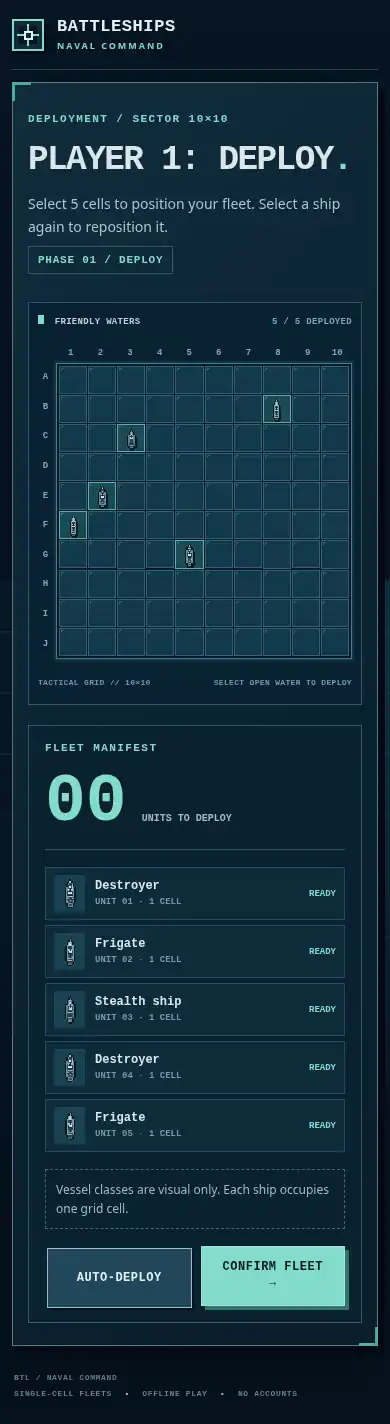 BATTLESHIPS
NAVAL COMMAND
DEPLOYMENT / SECTOR 10×10
PLAYER 1: DEPLOY.
Select 5 cells to position your fleet. Select a ship
again to reposition it.
PHASE 01 / DEPLOY
FRIENDLY WATERS 5 / 5 DEPLOYED
1 2 3 4 5 6 7 8 9 10
A
B
C
D
E
F
G
H
I
J
TACTICAL GRID // 10×10 SELECT OPEN WATER TO DEPLOY
FLEET MANIFEST
00 UNITS TO DEPLOY
Destroyer
UNIT 01 · 1 CELL
READY
Frigate
UNIT 02 · 1 CELL
READY
Stealth ship
UNIT 03 · 1 CELL
READY
Destroyer
UNIT 04 · 1 CELL
READY
Frigate
UNIT 05 · 1 CELL
READY
Vessel classes are visual only. Each ship occupies
one grid cell.
AUTO-DEPLOY
CONFIRM FLEET
→
BTL / NAVAL COMMAND
SINGLE-CELL FLEETS • OFFLINE PLAY • NO ACCOUNTS